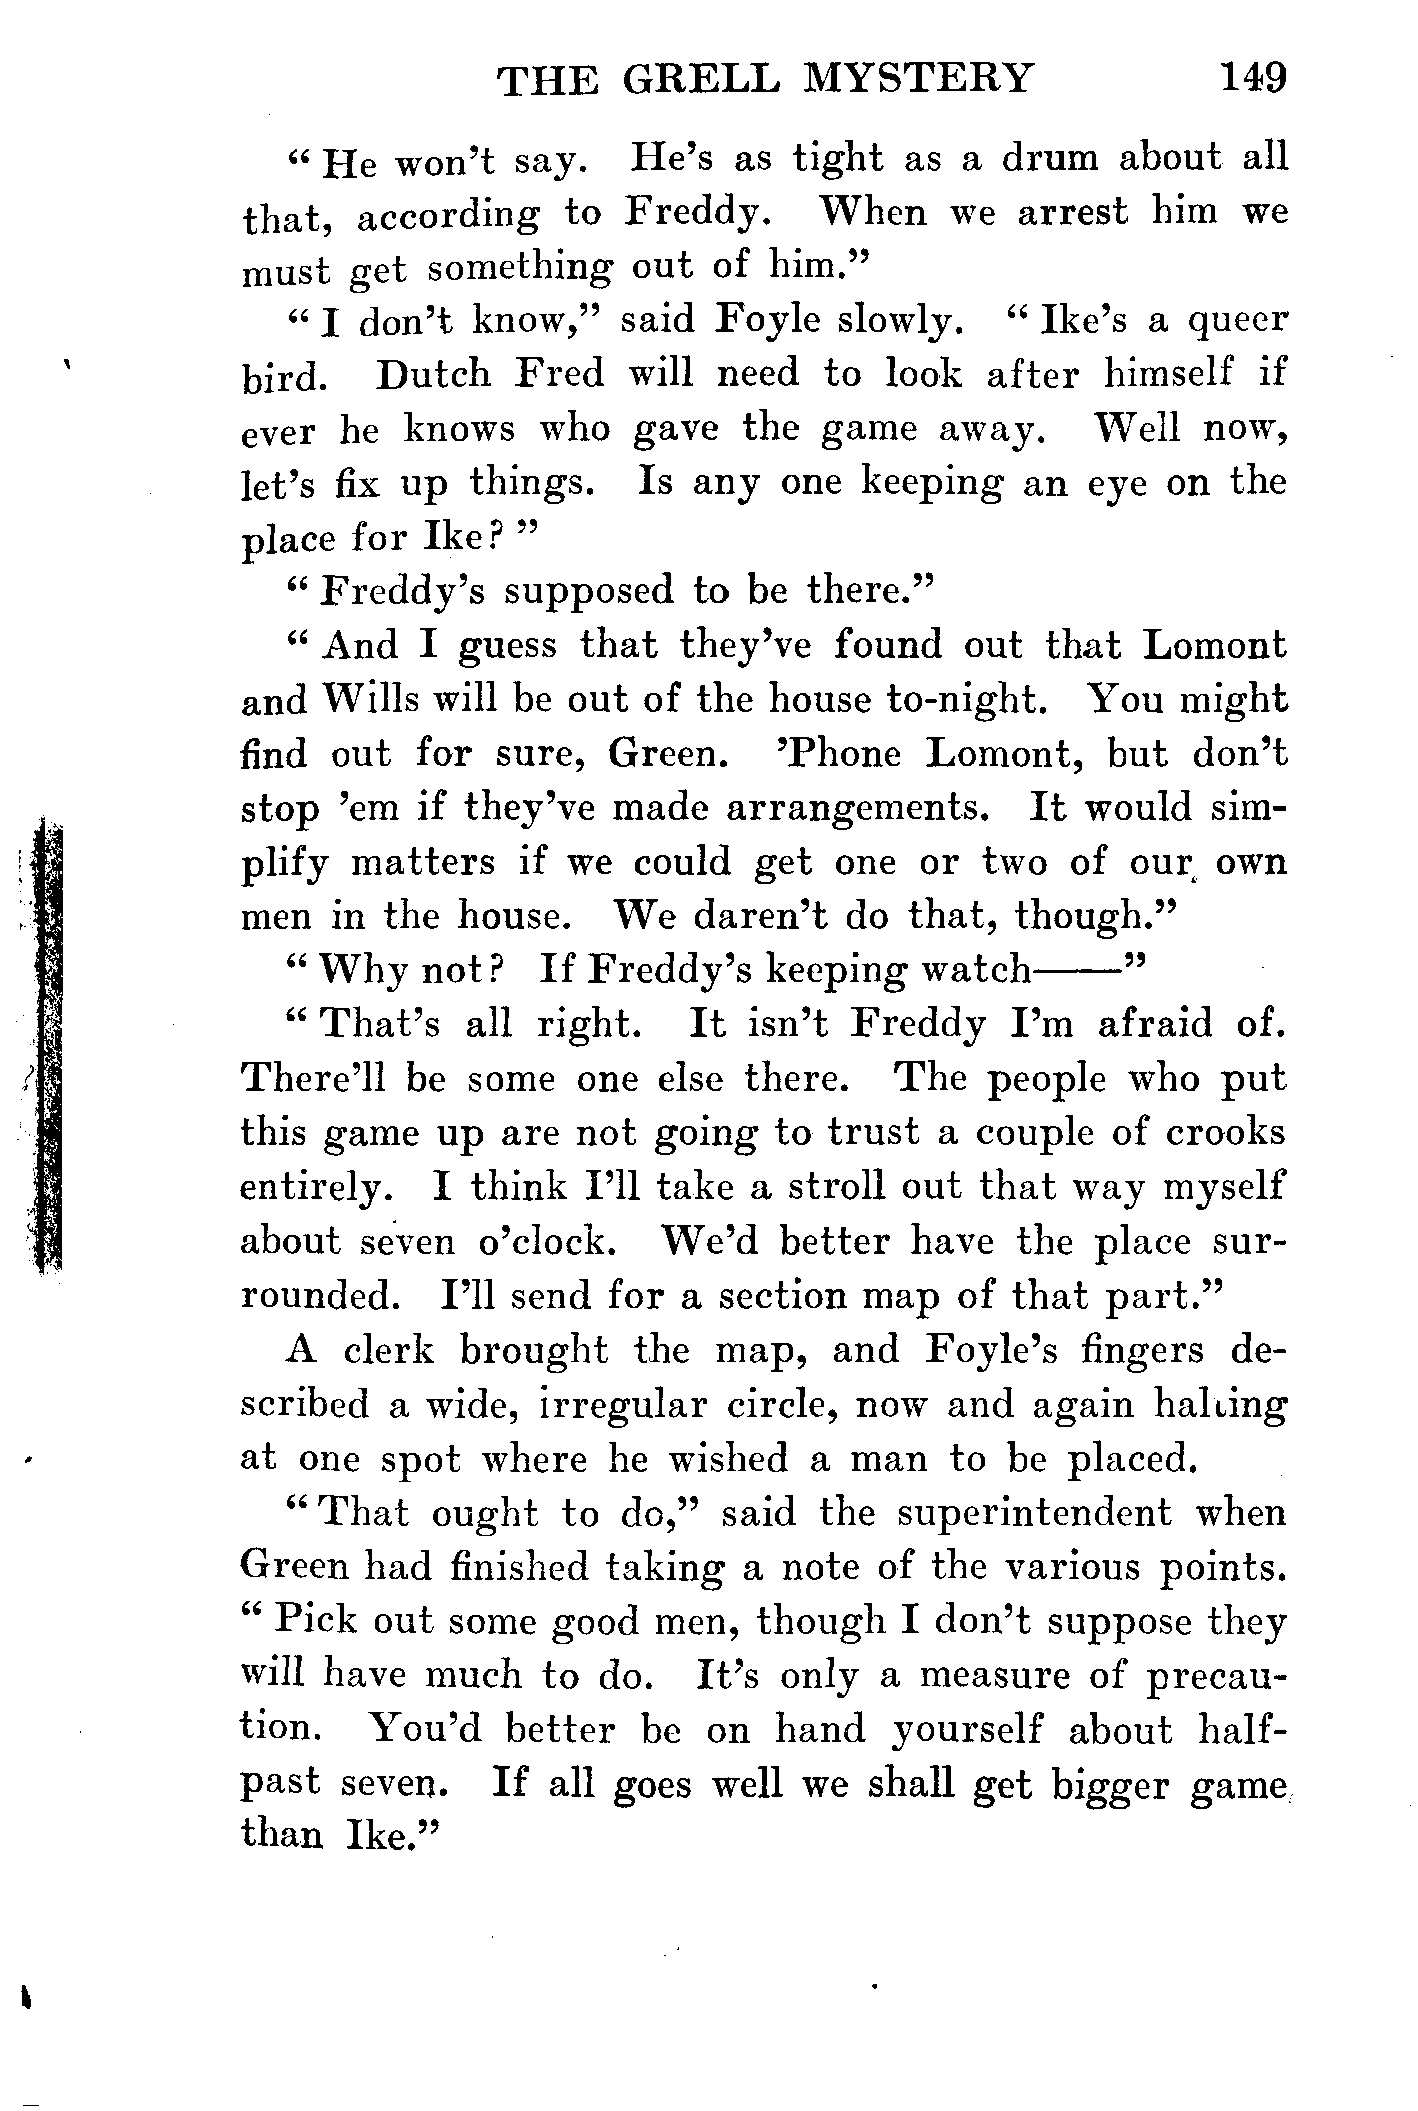 THE GRELL MYSTERY 149
“ He won’t say. He’s as tight as a drum about all
that, according to Freddy. When we arrest him we
must get something out of him.”
“ I don’t know,” said Foyle slowly. “ Ike’s a queer
bird. Dutch Fred will need to look after himself if
ever he knows who gave the game away. Well now,
let’s fix up things. Is any one keeping an eye on the
place for Ike? ”
“ Freddy’s supposed to be there.”
“ And I guess that they’ve found out that Lomont
and Wills will be out of the house to-night. You might
find out for sure, Green. ’Phone Lomont, but don’t
stop ’em if they’ve made arrangements. It would sim-
plify matters if we could get one or two of our own
men in the house. We daren’t do that, though.”
“ Why not? If Freddy’s keeping watch——”
“ That’s all right. It isn’t Freddy I’m afraid of.
There’ll be some one else there. The people who put
this game up are not going to trust a couple of crooks
entirely. I think I’ll take a stroll out that way myself
about seven o’clock. We’d better have the place sur-
rounded. I’ll send for a section map of that part.”
A clerk brought the map, and Foyle’s fingers de-
scribed a wide, irregular circle, now and again halting
at one spot where he wished a man to be placed.
“ That ought to do,” said the superintendent when
Green had finished taking a note of the various points.
“ Pick out some good men, though I don’t suppose they
will have much to do. It’s only a measure of precau-
tion. You’d better be on hand yourself about half-
past seven. If all goes well we shall get bigger game
than Ike.”